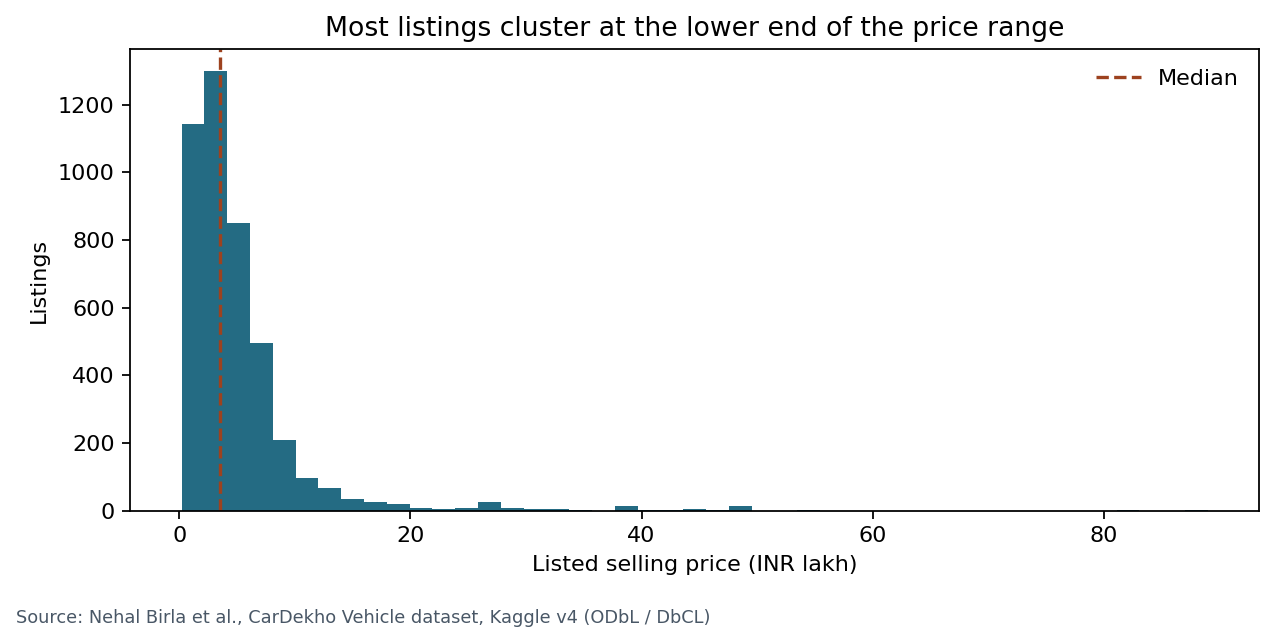 Most listings cluster at the lower end of the price range
Median
Listings
1200
1000
800
600
400
200
0
0 20 40 60 80
Listed selling price (INR lakh)
Source: Nehal Birla et al., CarDekho Vehicle dataset, Kaggle v4 (ODbL / DbCL)